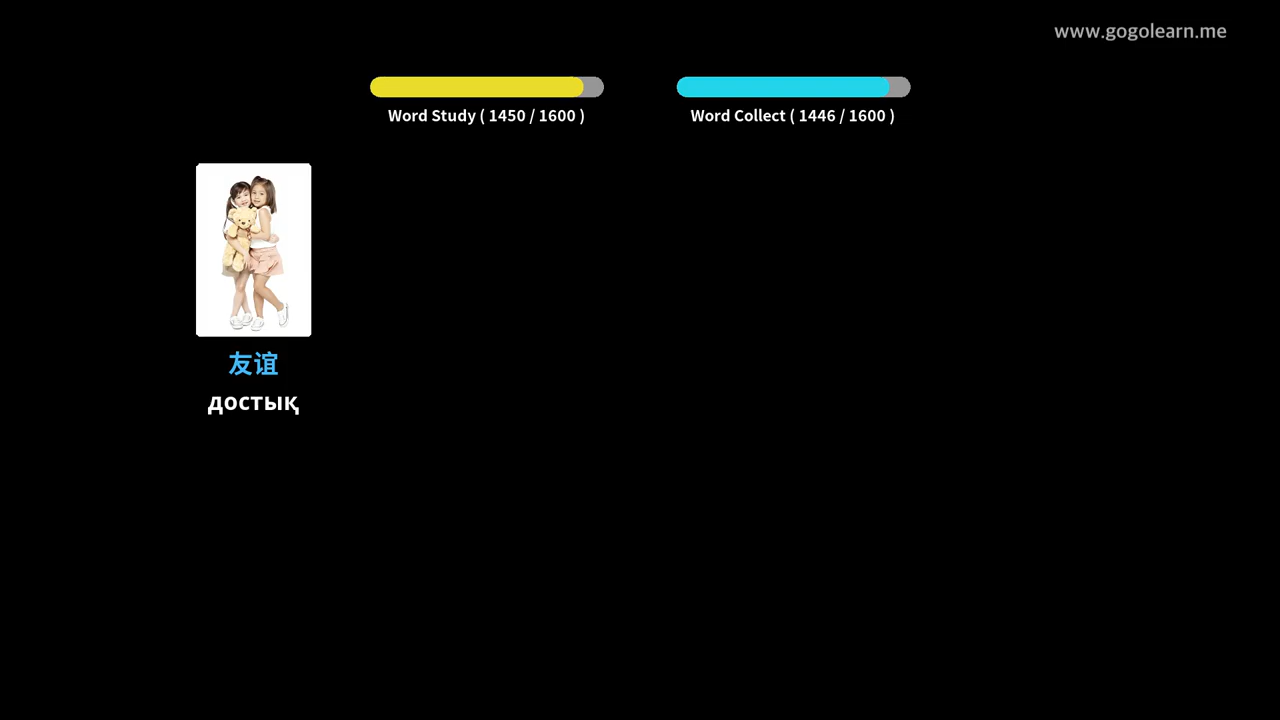 www.gogolearn.me
Word Study ( 1450 / 1600 )
Word Collect ( 1446 / 1600 )
友谊
достық